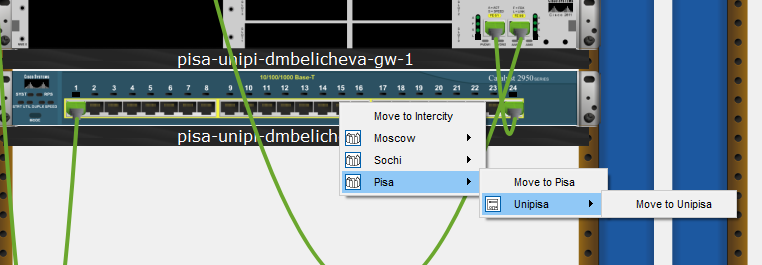 pisa-unipi-dmbelicheva-gw-1
10/100/1000 Base-T
Catalyst 2950 SERIES
SYST RPS
1 2 3 4 5 6 7 8 9 10 11 12 13 14 15 16 17 18 19 20 21 22 23 24
STRT UTIL DUPLX SPEED
MODE
pisa-unipi-dmbelich
Move to Intercity
Moscow
Sochi
Pisa
Move to Pisa
Unipisa
Move to Unipisa